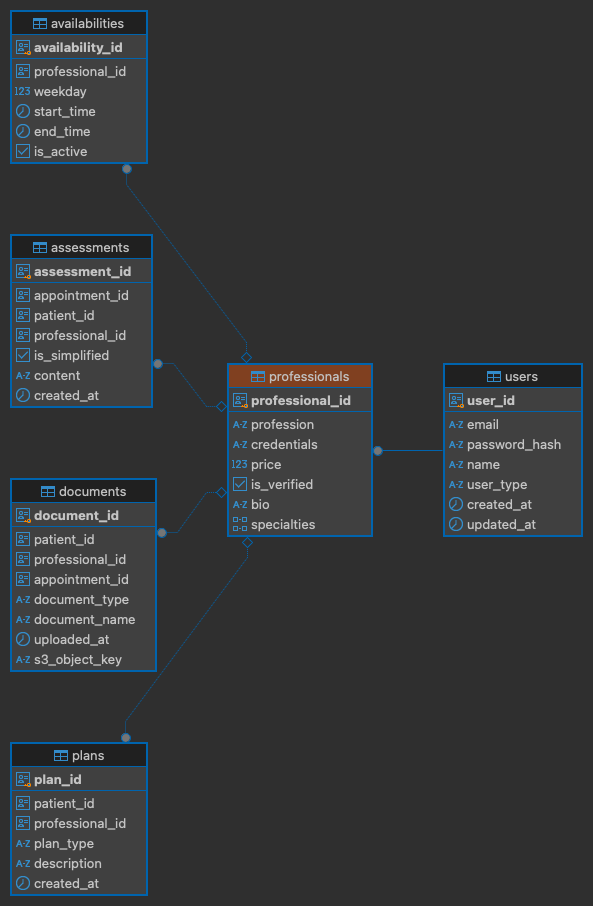 availabilities
availability_id
professional_id
123 weekday
start_time
end_time
is_active
assessments
assessment_id
appointment_id
patient_id
professional_id
is_simplified
A-Z content
created_at
documents
document_id
patient_id
professional_id
appointment_id
A-Z document_type
A-Z document_name
uploaded_at
A-Z s3_object_key
plans
plan_id
patient_id
professional_id
A-Z plan_type
A-Z description
created_at
professionals
professional_id
A-Z profession
A-Z credentials
123 price
is_verified
A-Z bio
specialties
users
user_id
A-Z email
A-Z password_hash
A-Z name
A-Z user_type
created_at
updated_at